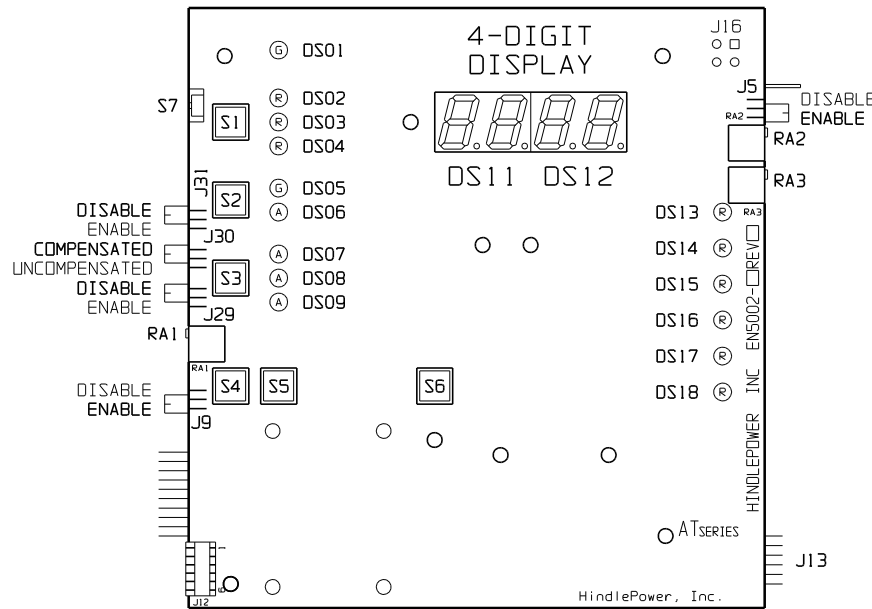 4-DIGIT
DISPLAY
J16
G DS01
J5
DISABLE
ENABLE
S7
R DS02
S1
R DS03
R DS04
RA2
RA2
DS11 DS12
RA3
J31
G DS05
S2
A DS06
DS13 R
RA3
DISABLE
ENABLE
J30
COMPENSATED
UNCOMPENSATED
A DS07
S3
A DS08
DISABLE
ENABLE
A DS09
J29
DS14 R
DS15 R
DS16 R
DS17 R
DS18 R
RA1
RA1
S4
S5
S6
DISABLE
ENABLE
J9
HINDLEPOWER INC EN5002- REV
AT SERIES
J13
1
J12
HindlePower, Inc.